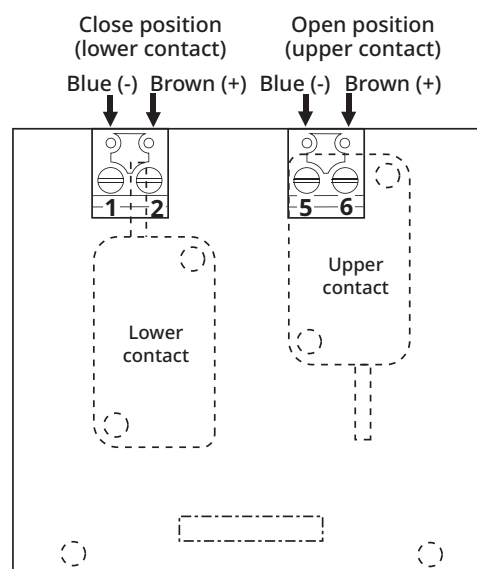 Close position
(lower contact)
Open position
(upper contact)
Blue (-) Brown (+)
Blue (-) Brown (+)
1 2
5 6
Upper
contact
Lower
contact